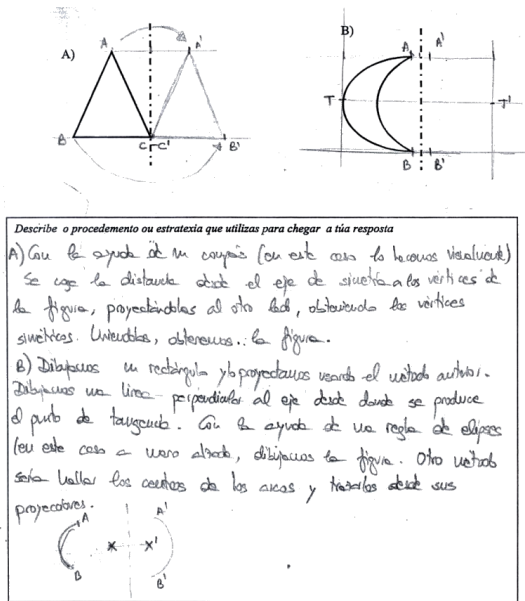 A)
A A'
B C C' B'
B)
A A'
T T'
B B'
Describe o procedemento ou estratexia que utilizas para chegar a túa resposta
A) Con la ayuda de un compás (en este caso lo hacemos visualmente)
se coge la distancia desde el eje de simetría a los vértices de
la figura, proyectándolas al otro lado, obteniendo los vértices
simétricos. Uniendolas, obtenemos la figura.
B) Dibujamos un rectángulo y lo proyectamos usando el método anterior.
Dibujamos una línea perpendicular al eje desde donde se produce
el punto de tangencia. Con la ayuda de una regla de elipses
(en este caso a mano alzada, dibujamos la figura. Otro método
sería hallar los centros de los arcos y trazarlos desde sus
proyecciones.
A A'
x x'
B B'